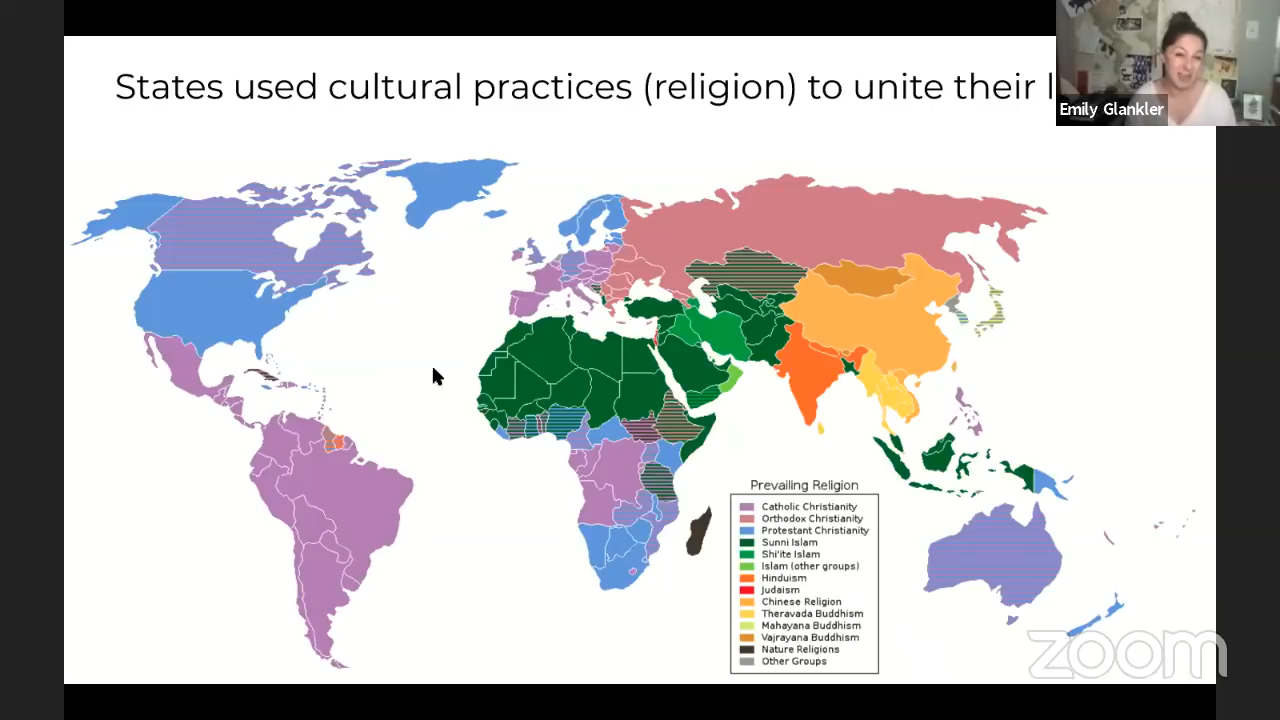 States used cultural practices (religion) to unite their
Emily Glankler
Prevailing Religion
Catholic Christianity
Orthodox Christianity
Protestant Christianity
Sunni Islam
Shi'ite Islam
Islam (other groups)
Hinduism
Judaism
Chinese Religion
Theravada Buddhism
Mahayana Buddhism
Vajrayana Buddhism
Nature Religions
Other Groups
zoom